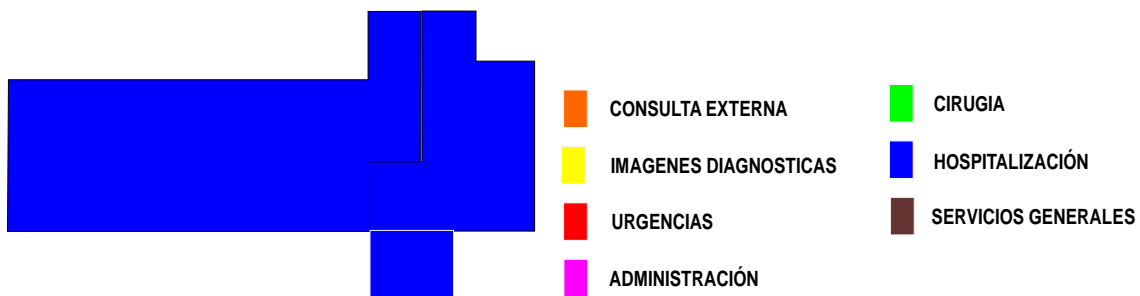 CONSULTA EXTERNA
IMAGENES DIAGNOSTICAS
URGENCIAS
ADMINISTRACIÓN
CIRUGIA
HOSPITALIZACIÓN
SERVICIOS GENERALES